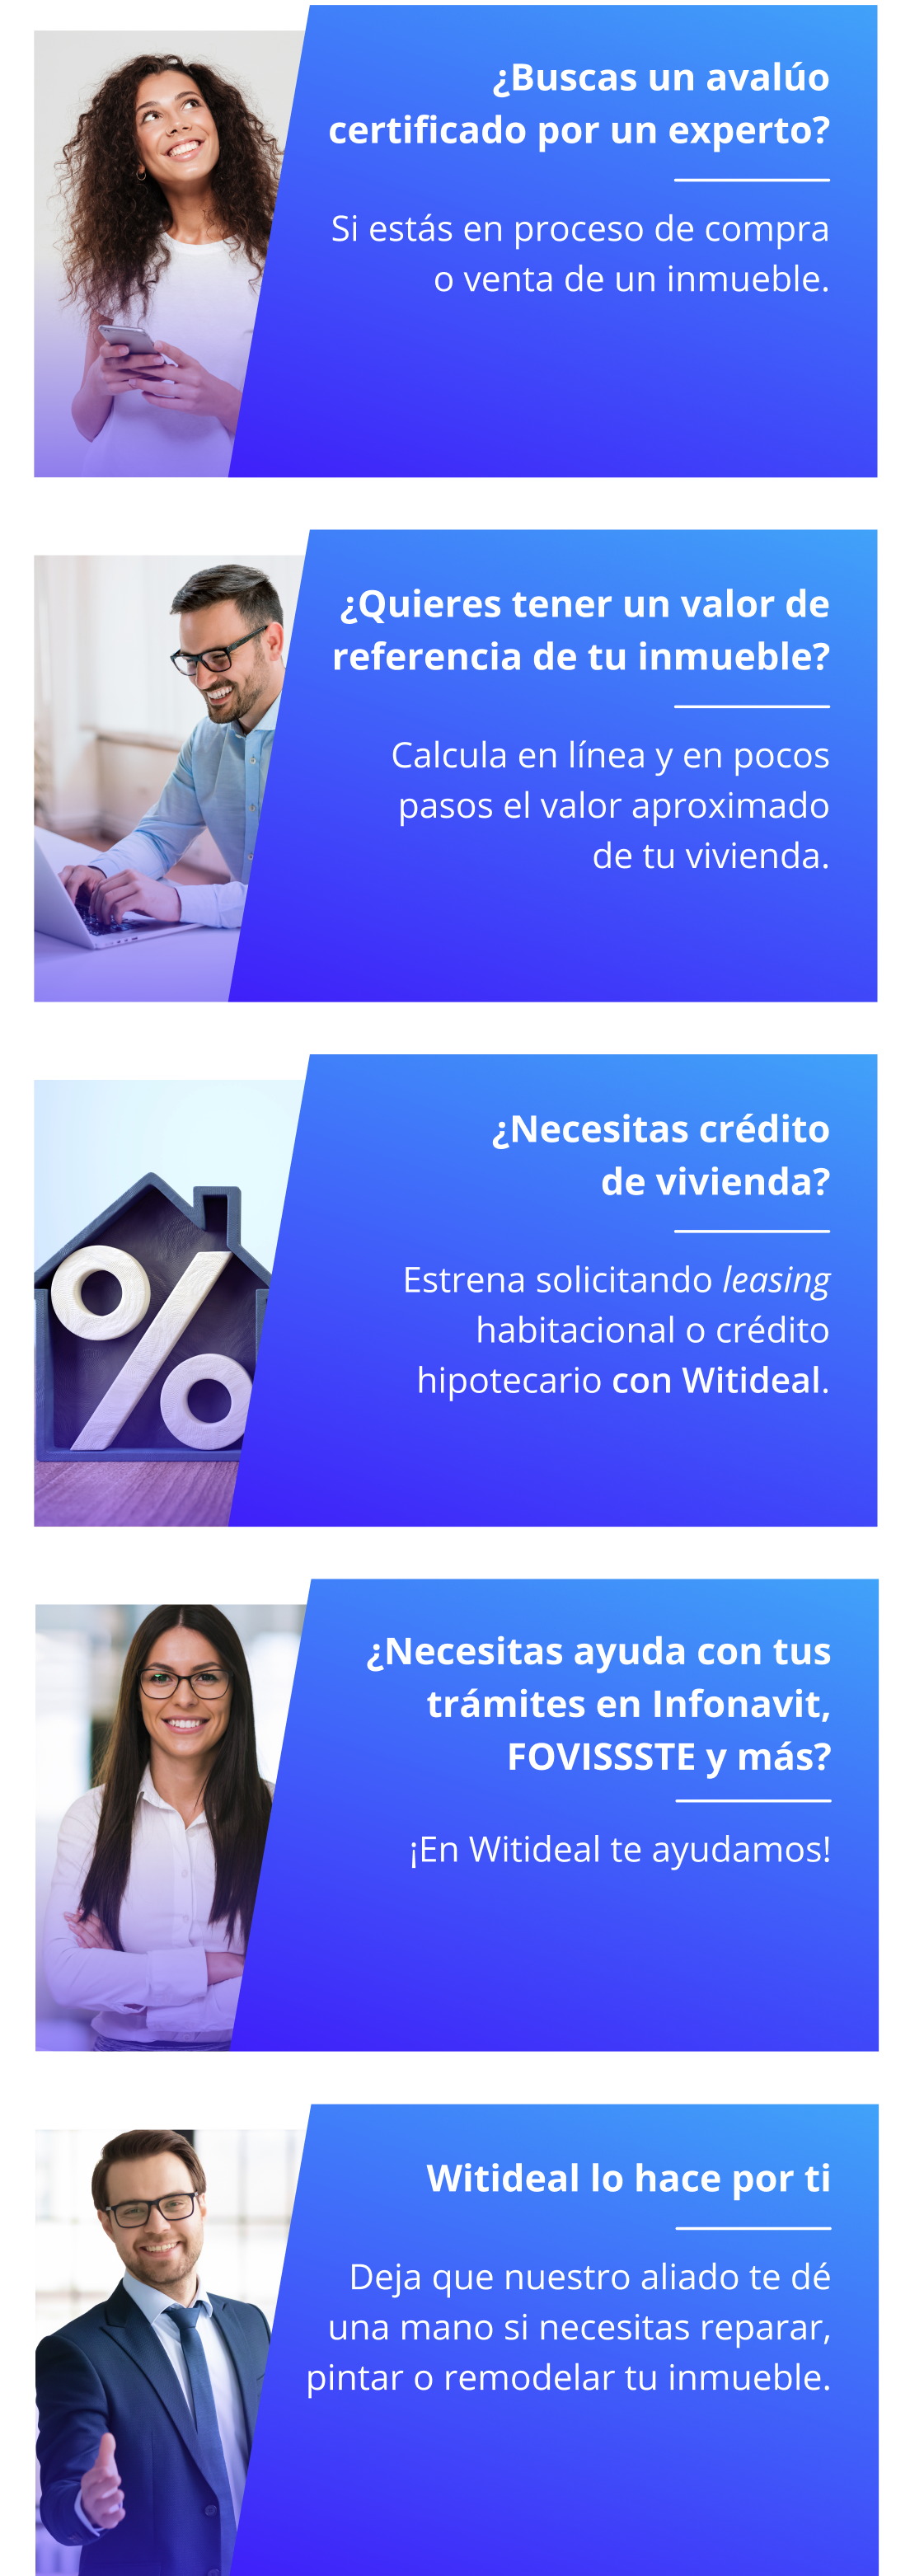 ¿Buscas un avalúo
certificado por un experto?
Si estás en proceso de compra
o venta de un inmueble.
¿Quieres tener un valor de
referencia de tu inmueble?
Calcula en línea y en pocos
pasos el valor aproximado
de tu vivienda.
%
¿Necesitas crédito
de vivienda?
Estrena solicitando leasing
habitacional o crédito
hipotecario con Witideal.
¿Necesitas ayuda con tus
trámites en Infonavit,
FOVISSSTE y más?
¡En Witideal te ayudamos!
Witideal lo hace por ti
Deja que nuestro aliado te dé
una mano si necesitas reparar,
pintar o remodelar tu inmueble.